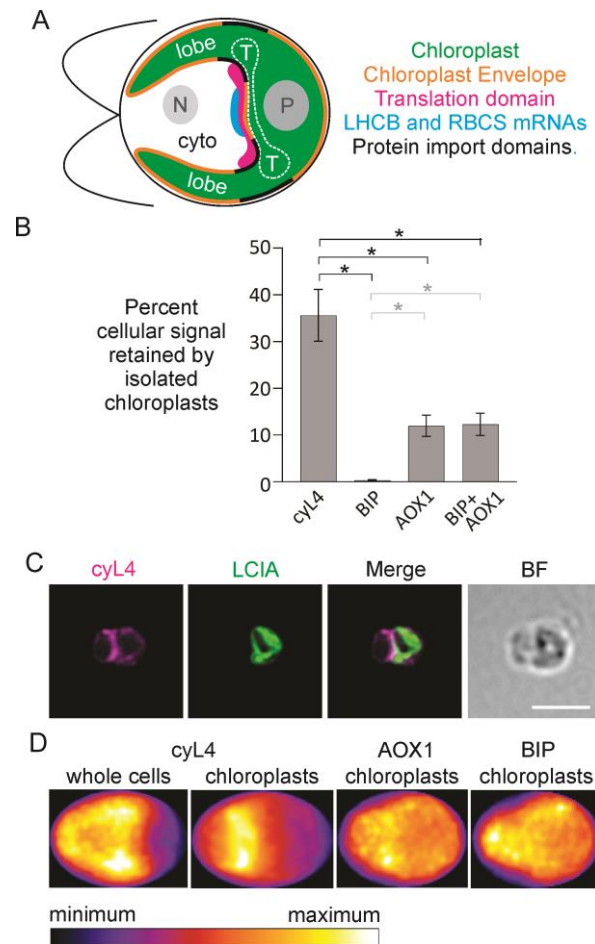 A
lobe
T
N
P
cyto
T
lobe
Chloroplast
Chloroplast Envelope
Translation domain
LHCB and RBCS mRNAs
Protein import domains.
B
Percent
cellular signal
retained by
isolated
chloroplasts
50
40
30
20
10
0
*
*
*
*
*
cyL4
BIP
AOX1
BIP+
AOX1
C
cyL4
LCIA
Merge
BF
D
cyL4
AOX1
BIP
whole cells
chloroplasts
chloroplasts
chloroplasts
minimum
maximum